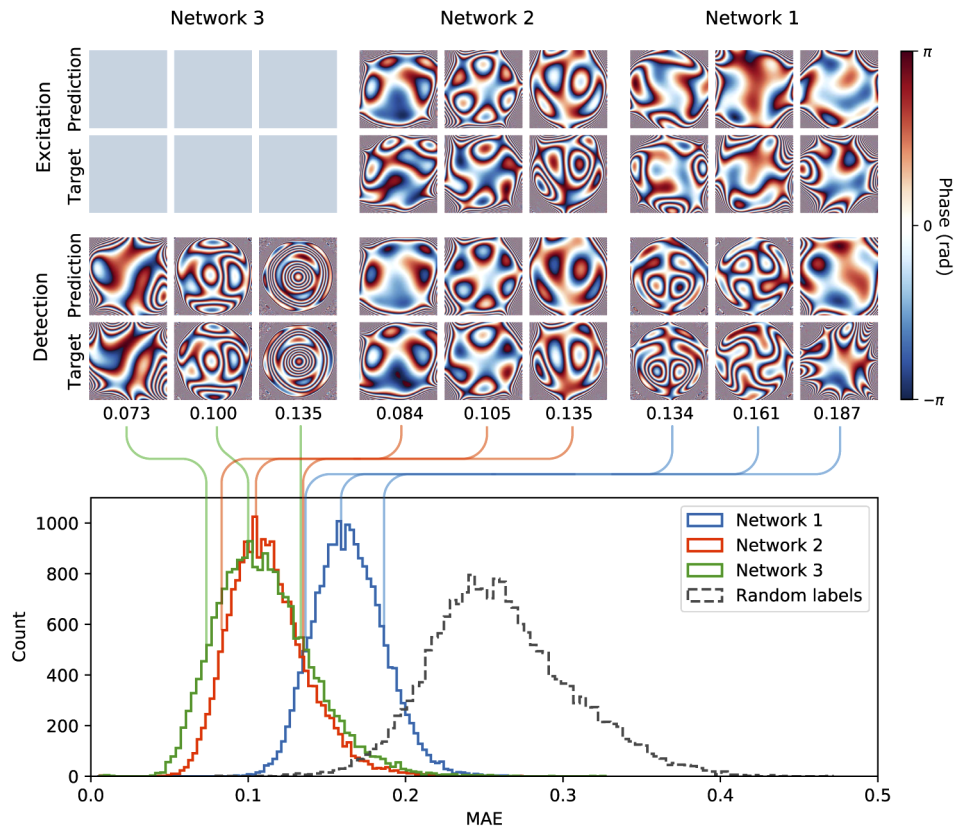 Network 3 Network 2 Network 1
Excitation
Prediction
Target
Detection
Prediction
Target
π
0
−π
Phase (rad)
0.073 0.100 0.135 0.084 0.105 0.135 0.134 0.161 0.187
1000
800
600
400
200
0
Count
Network 1
Network 2
Network 3
Random labels
0.0 0.1 0.2 0.3 0.4 0.5
MAE